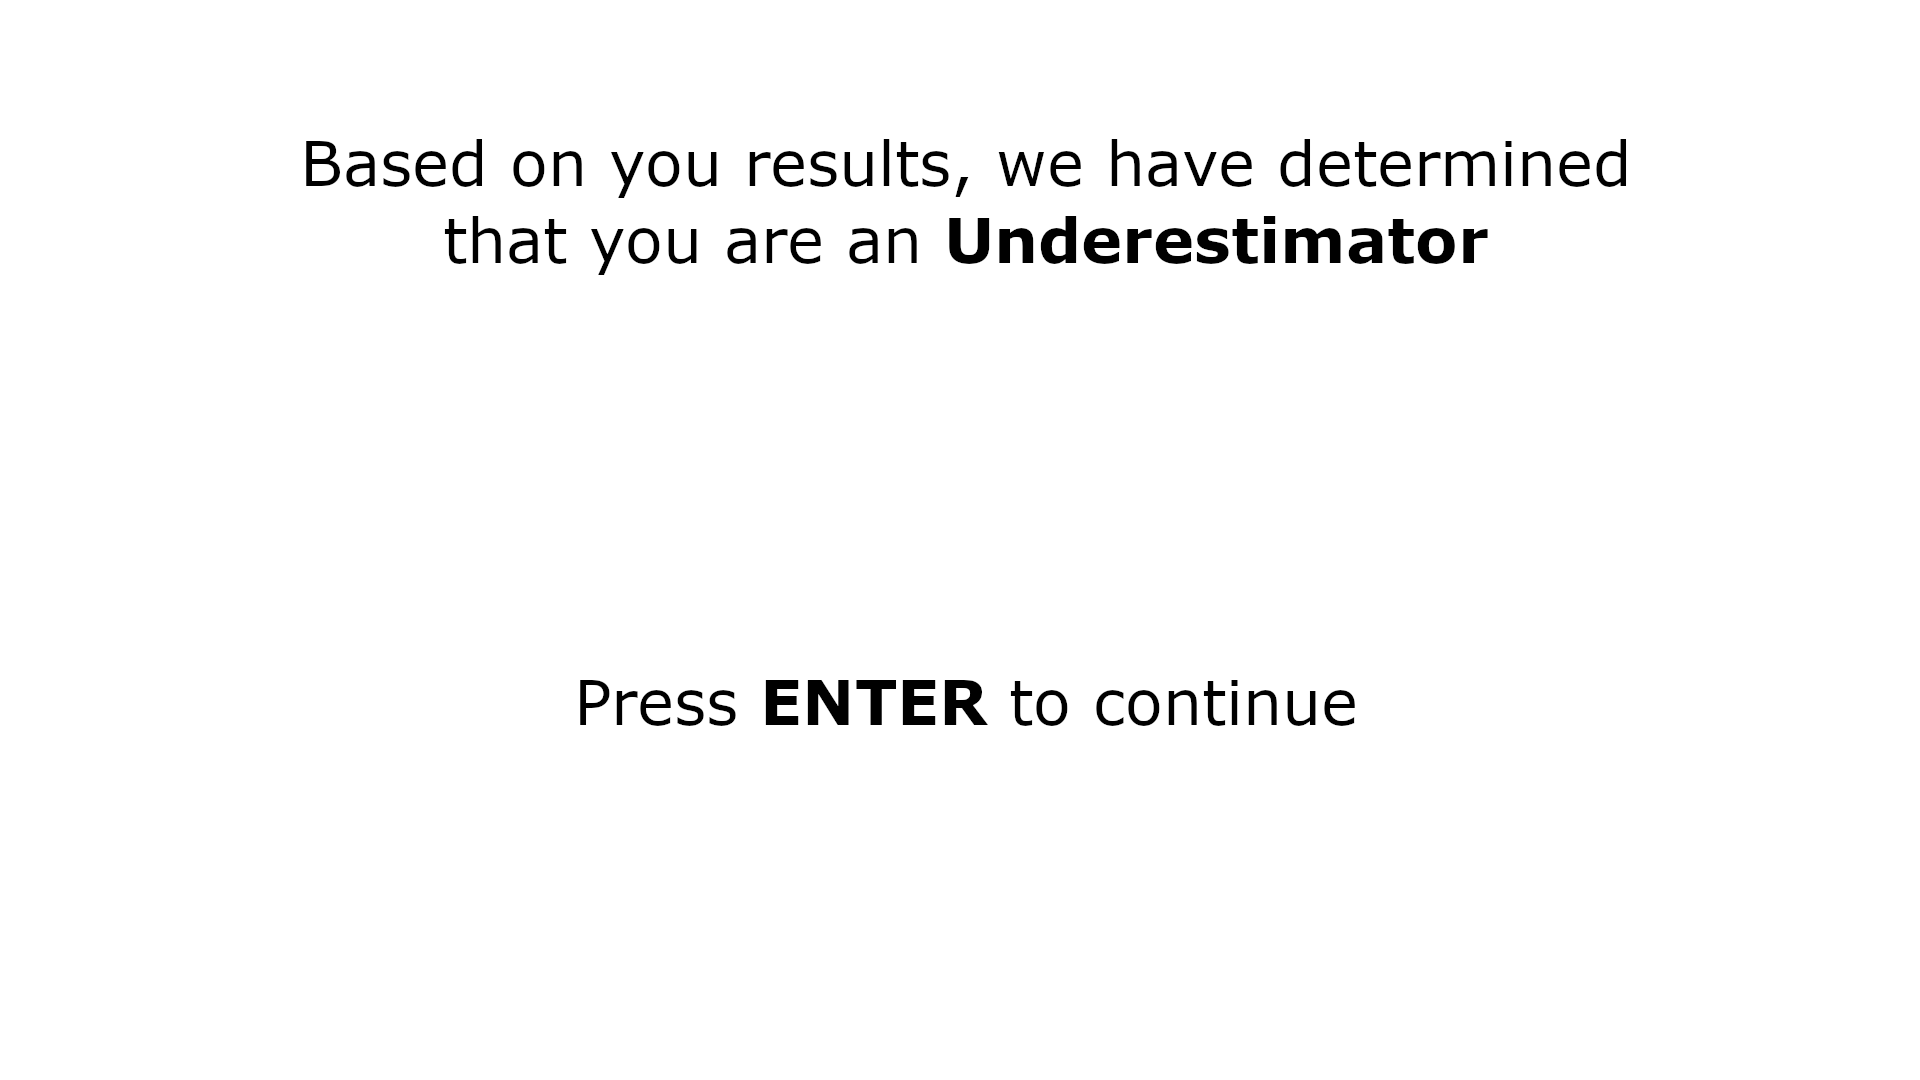 Based on you results, we have determined
that you are an Underestimator
Press ENTER to continue